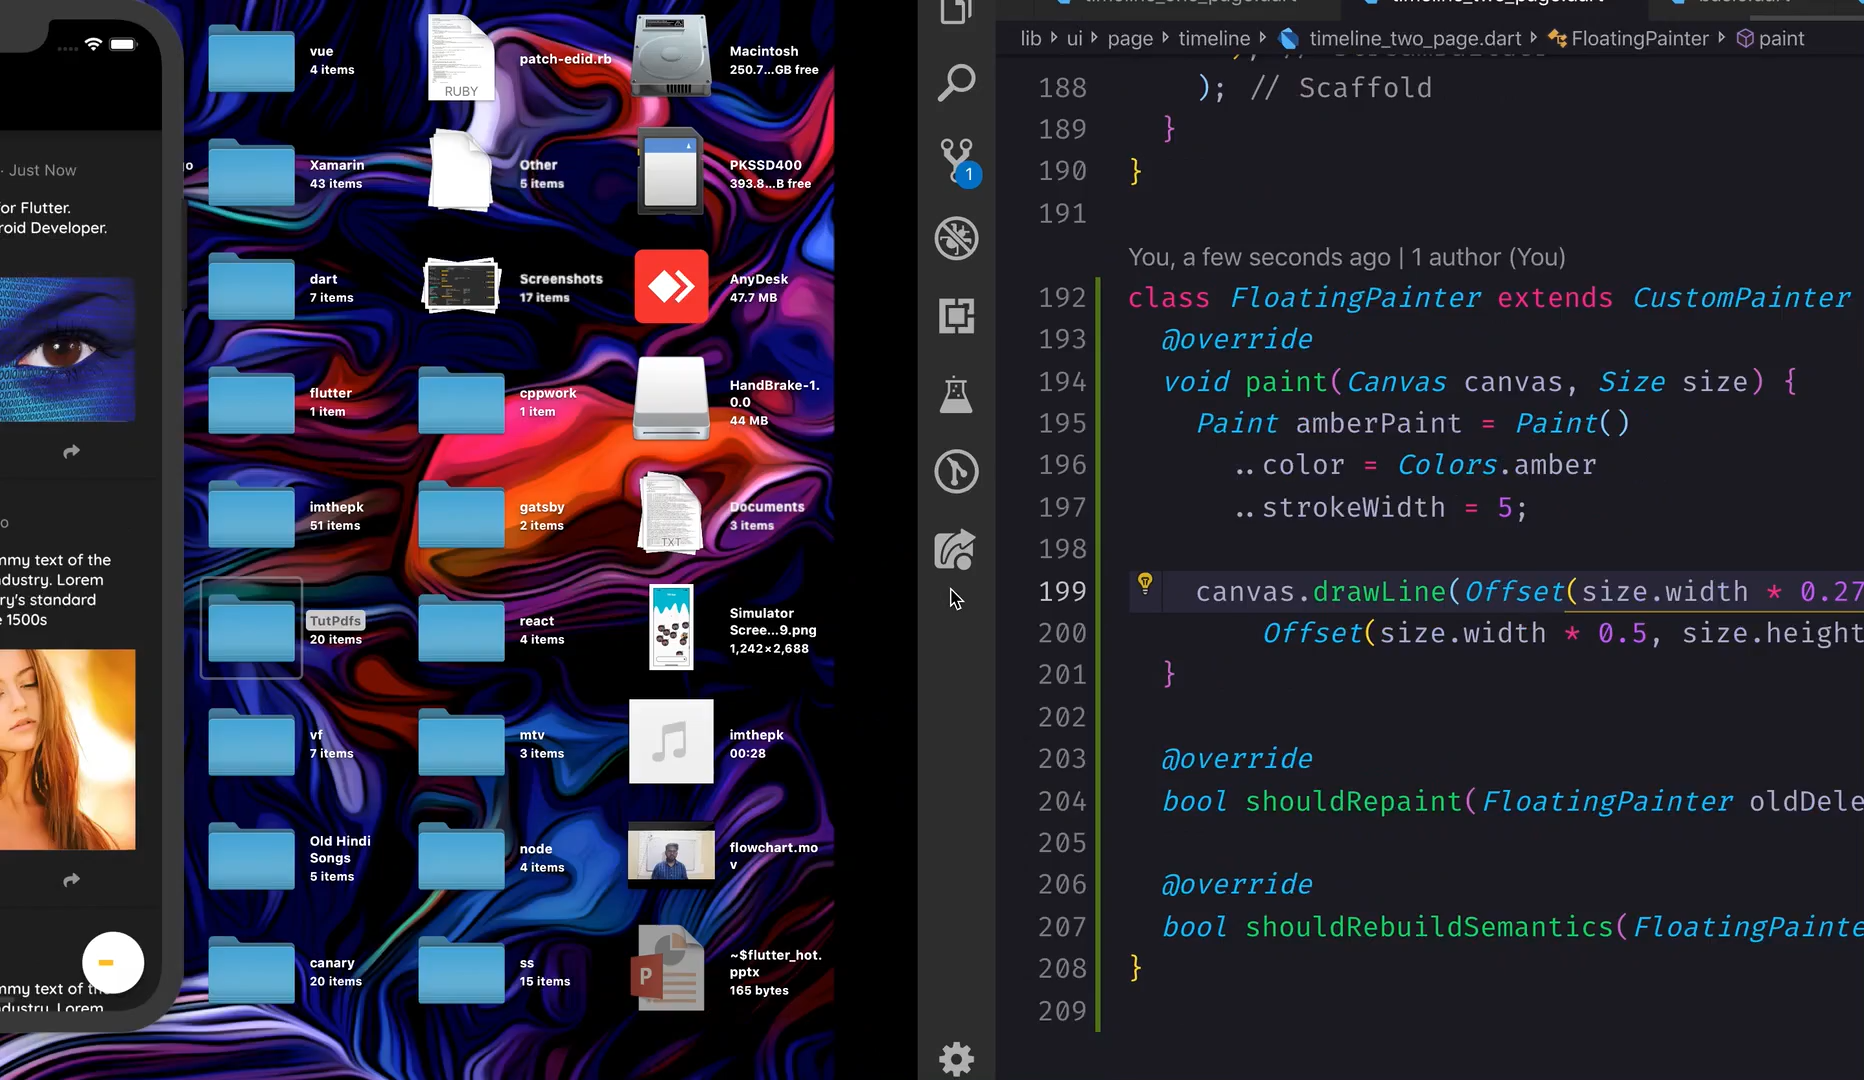 · Just Now
or Flutter.
roid Developer.
o
mmy text of the
ndustry. Lorem
ry's standard
e 1500s
mmy text of the
dustry. Lorem
go
vue
4 items
Xamarin
43 items
dart
7 items
flutter
1 item
imthepk
51 items
TutPdfs
20 items
vf
7 items
Old Hindi
Songs
5 items
canary
20 items
RUBY
patch-edid.rb
Other
5 items
Screenshots
17 items
cppwork
1 item
gatsby
2 items
react
4 items
mtv
3 items
node
4 items
ss
15 items
Macintosh
250.7...GB free
PKSSD400
393.8...B free
AnyDesk
47.7 MB
HandBrake-1.
0.0
44 MB
TXT
Documents
3 items
Simulator
Scree...9.png
1,242×2,688
imthepk
00:28
flowchart.mo
v
P
~$flutter_hot.
pptx
165 bytes
1
timeline_one_page.dart timeline_two_page.dart
lib › ui › page › timeline › timeline_two_page.dart › FloatingPainter › paint
188 ); // Scaffold
189 }
190 }
191
You, a few seconds ago | 1 author (You)
192 class FloatingPainter extends CustomPainter
193 @override
194 void paint(Canvas canvas, Size size) {
195 Paint amberPaint = Paint()
196 ..color = Colors.amber
197 ..strokeWidth = 5;
198
199 canvas.drawLine(Offset(size.width * 0.27
200 Offset(size.width * 0.5, size.height
201 }
202
203 @override
204 bool shouldRepaint(FloatingPainter oldDele
205
206 @override
207 bool shouldRebuildSemantics(FloatingPainte
208 }
209